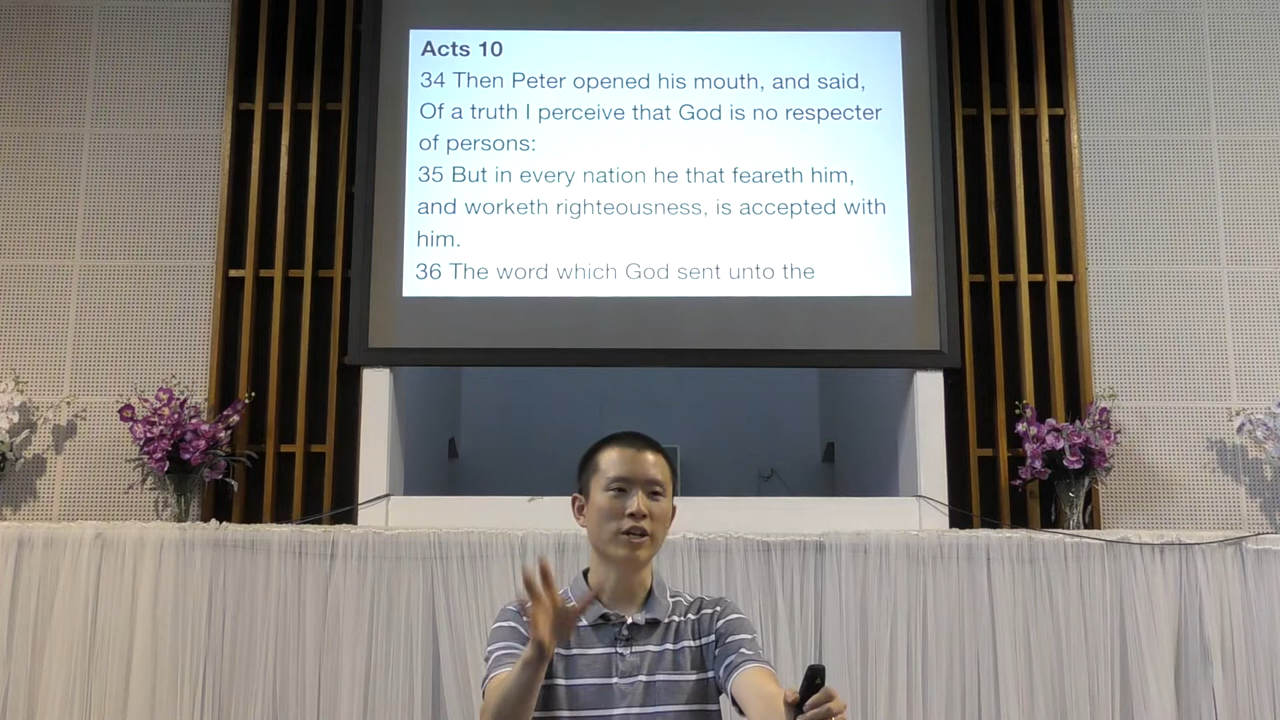 Acts 10
34 Then Peter opened his mouth, and said,
Of a truth I perceive that God is no respecter
of persons:
35 But in every nation he that feareth him,
and worketh righteousness, is accepted with
him.
36 The word which God sent unto the